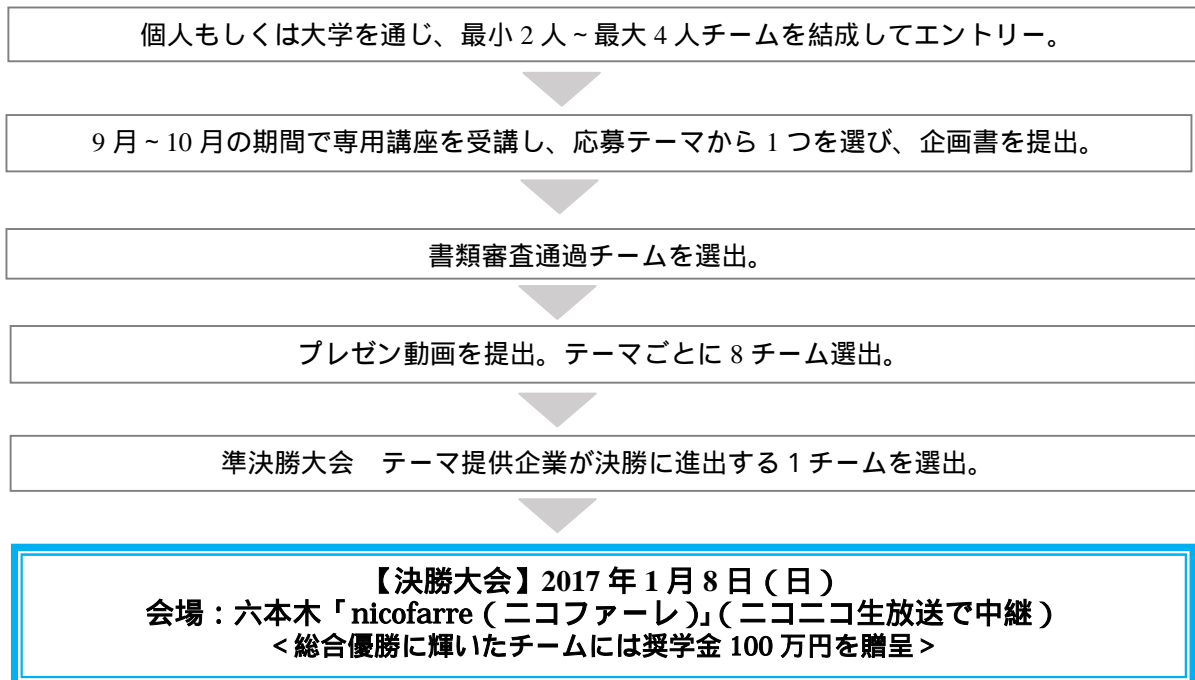 個人もしくは大学を通じ、最小 2 人~最大 4 人チームを結成してエントリー。
9 月~10 月の期間で専用講座を受講し、応募テーマから 1 つを選び、企画書を提出。
書類審査通過チームを選出。
プレゼン動画を提出。テーマごとに 8 チーム選出。
準決勝大会　テーマ提供企業が決勝に進出する 1 チームを選出。
【決勝大会】2017 年 1 月 8 日（日）
会場：六本木「nicofarre（ニコファーレ）」（ニコニコ生放送で中継）
<総合優勝に輝いたチームには奨学金 100 万円を贈呈>